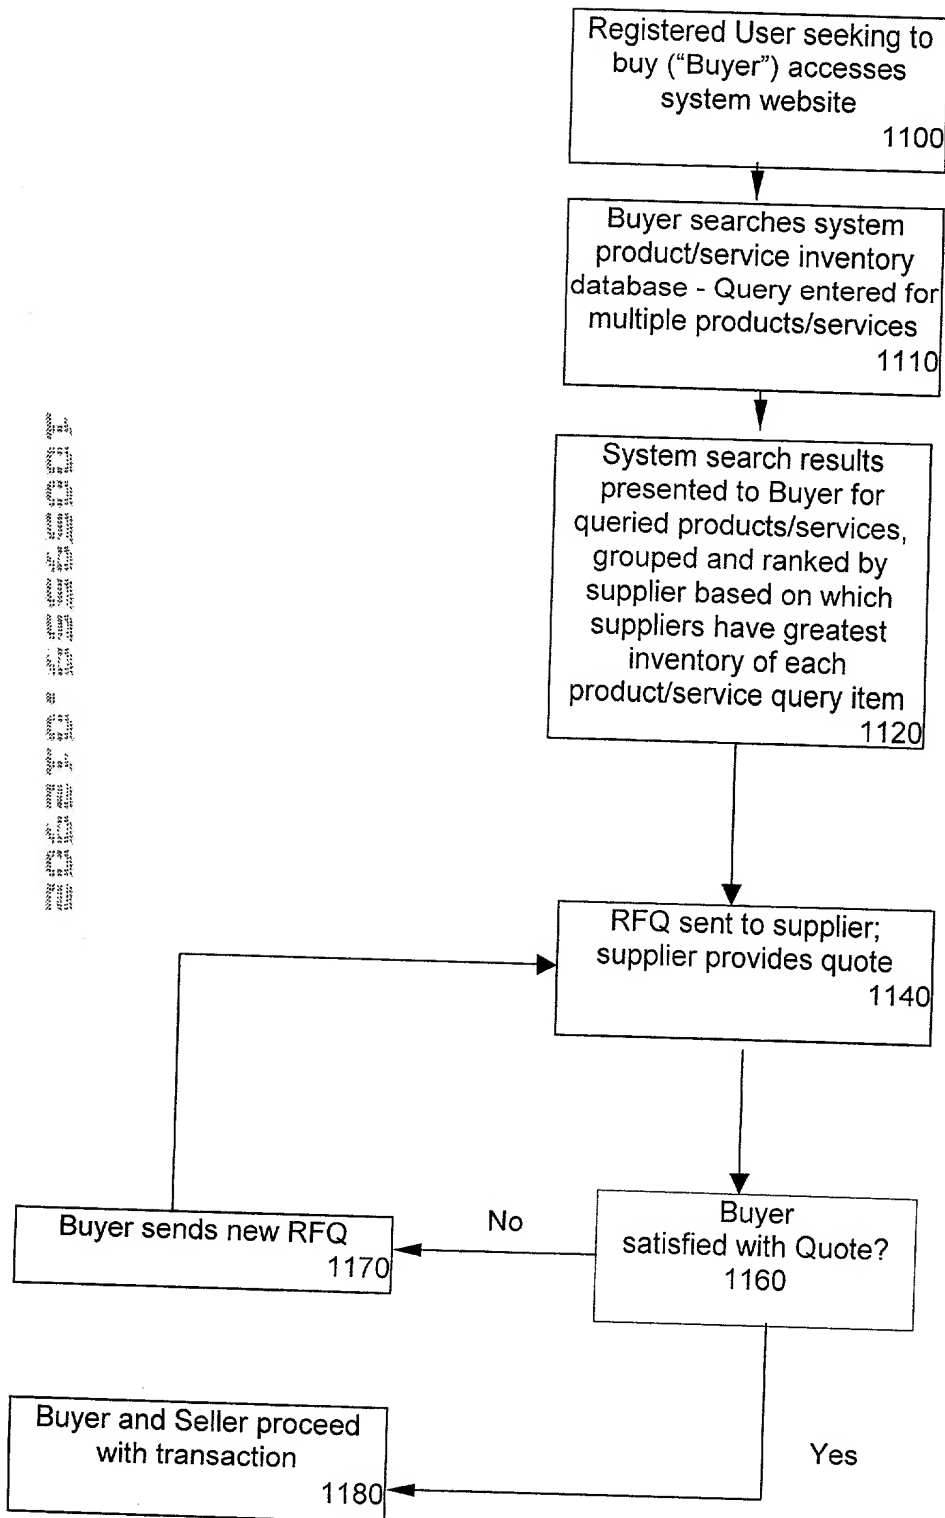 Registered User seeking to
buy (“Buyer”) accesses
system website
1100
Buyer searches system
product/service inventory
database - Query entered for
multiple products/services
1110
System search results
presented to Buyer for
queried products/services,
grouped and ranked by
supplier based on which
suppliers have greatest
inventory of each
product/service query item
1120
RFQ sent to supplier;
supplier provides quote
1140
Buyer
satisfied with Quote?
1160
No
Buyer sends new RFQ
1170
Yes
Buyer and Seller proceed
with transaction
1180